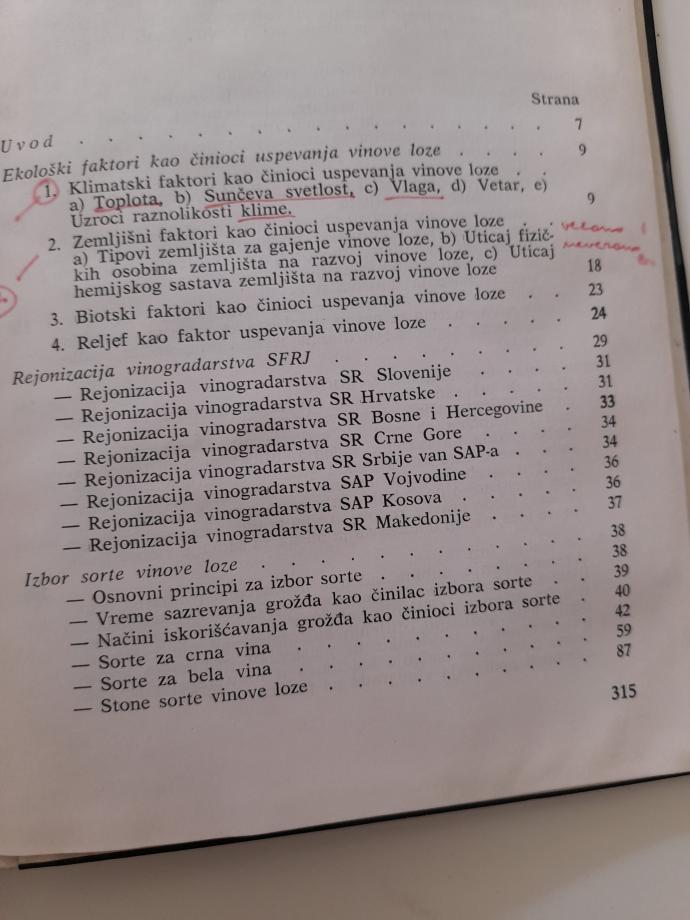 Strana
Uvod . . . . . . . . . . . . . . . . 7
Ekološki faktori kao činioci uspevanja vinove loze . . . . 9
1. Klimatski faktori kao činioci uspevanja vinove loze . .
a) Toplota, b) Sunčeva svetlost, c) Vlaga, d) Vetar, e)
Uzroci raznolikosti klime. 9
2. Zemljišni faktori kao činioci uspevanja vinove loze . .
a) Tipovi zemljišta za gajenje vinove loze, b) Uticaj fizič-
kih osobina zemljišta na razvoj vinove loze, c) Uticaj
hemijskog sastava zemljišta na razvoj vinove loze 18
3. Biotski faktori kao činioci uspevanja vinove loze . . 23
4. Reljef kao faktor uspevanja vinove loze . . . . . 24
Rejonizacija vinogradarstva SFRJ . . . . . . . . 29
— Rejonizacija vinogradarstva SR Slovenije . . . . 31
— Rejonizacija vinogradarstva SR Hrvatske . . . . . 31
— Rejonizacija vinogradarstva SR Bosne i Hercegovine . 33
— Rejonizacija vinogradarstva SR Crne Gore . . . . 34
— Rejonizacija vinogradarstva SR Srbije van SAP-a . . . 34
— Rejonizacija vinogradarstva SAP Vojvodine . . . . 36
— Rejonizacija vinogradarstva SAP Kosova . . . . . 36
— Rejonizacija vinogradarstva SR Makedonije . . . . 37
Izbor sorte vinove loze . . . . . . . . . . . 38
— Osnovni principi za izbor sorte . . . . . . . 38
— Vreme sazrevanja grožđa kao činilac izbora sorte . . 39
— Načini iskorišćavanja grožđa kao činioci izbora sorte . 40
— Sorte za crna vina . . . . . . . . . . 42
— Sorte za bela vina . . . . . . . . . . 59
— Stone sorte vinove loze . . . . . . . . . 87
315